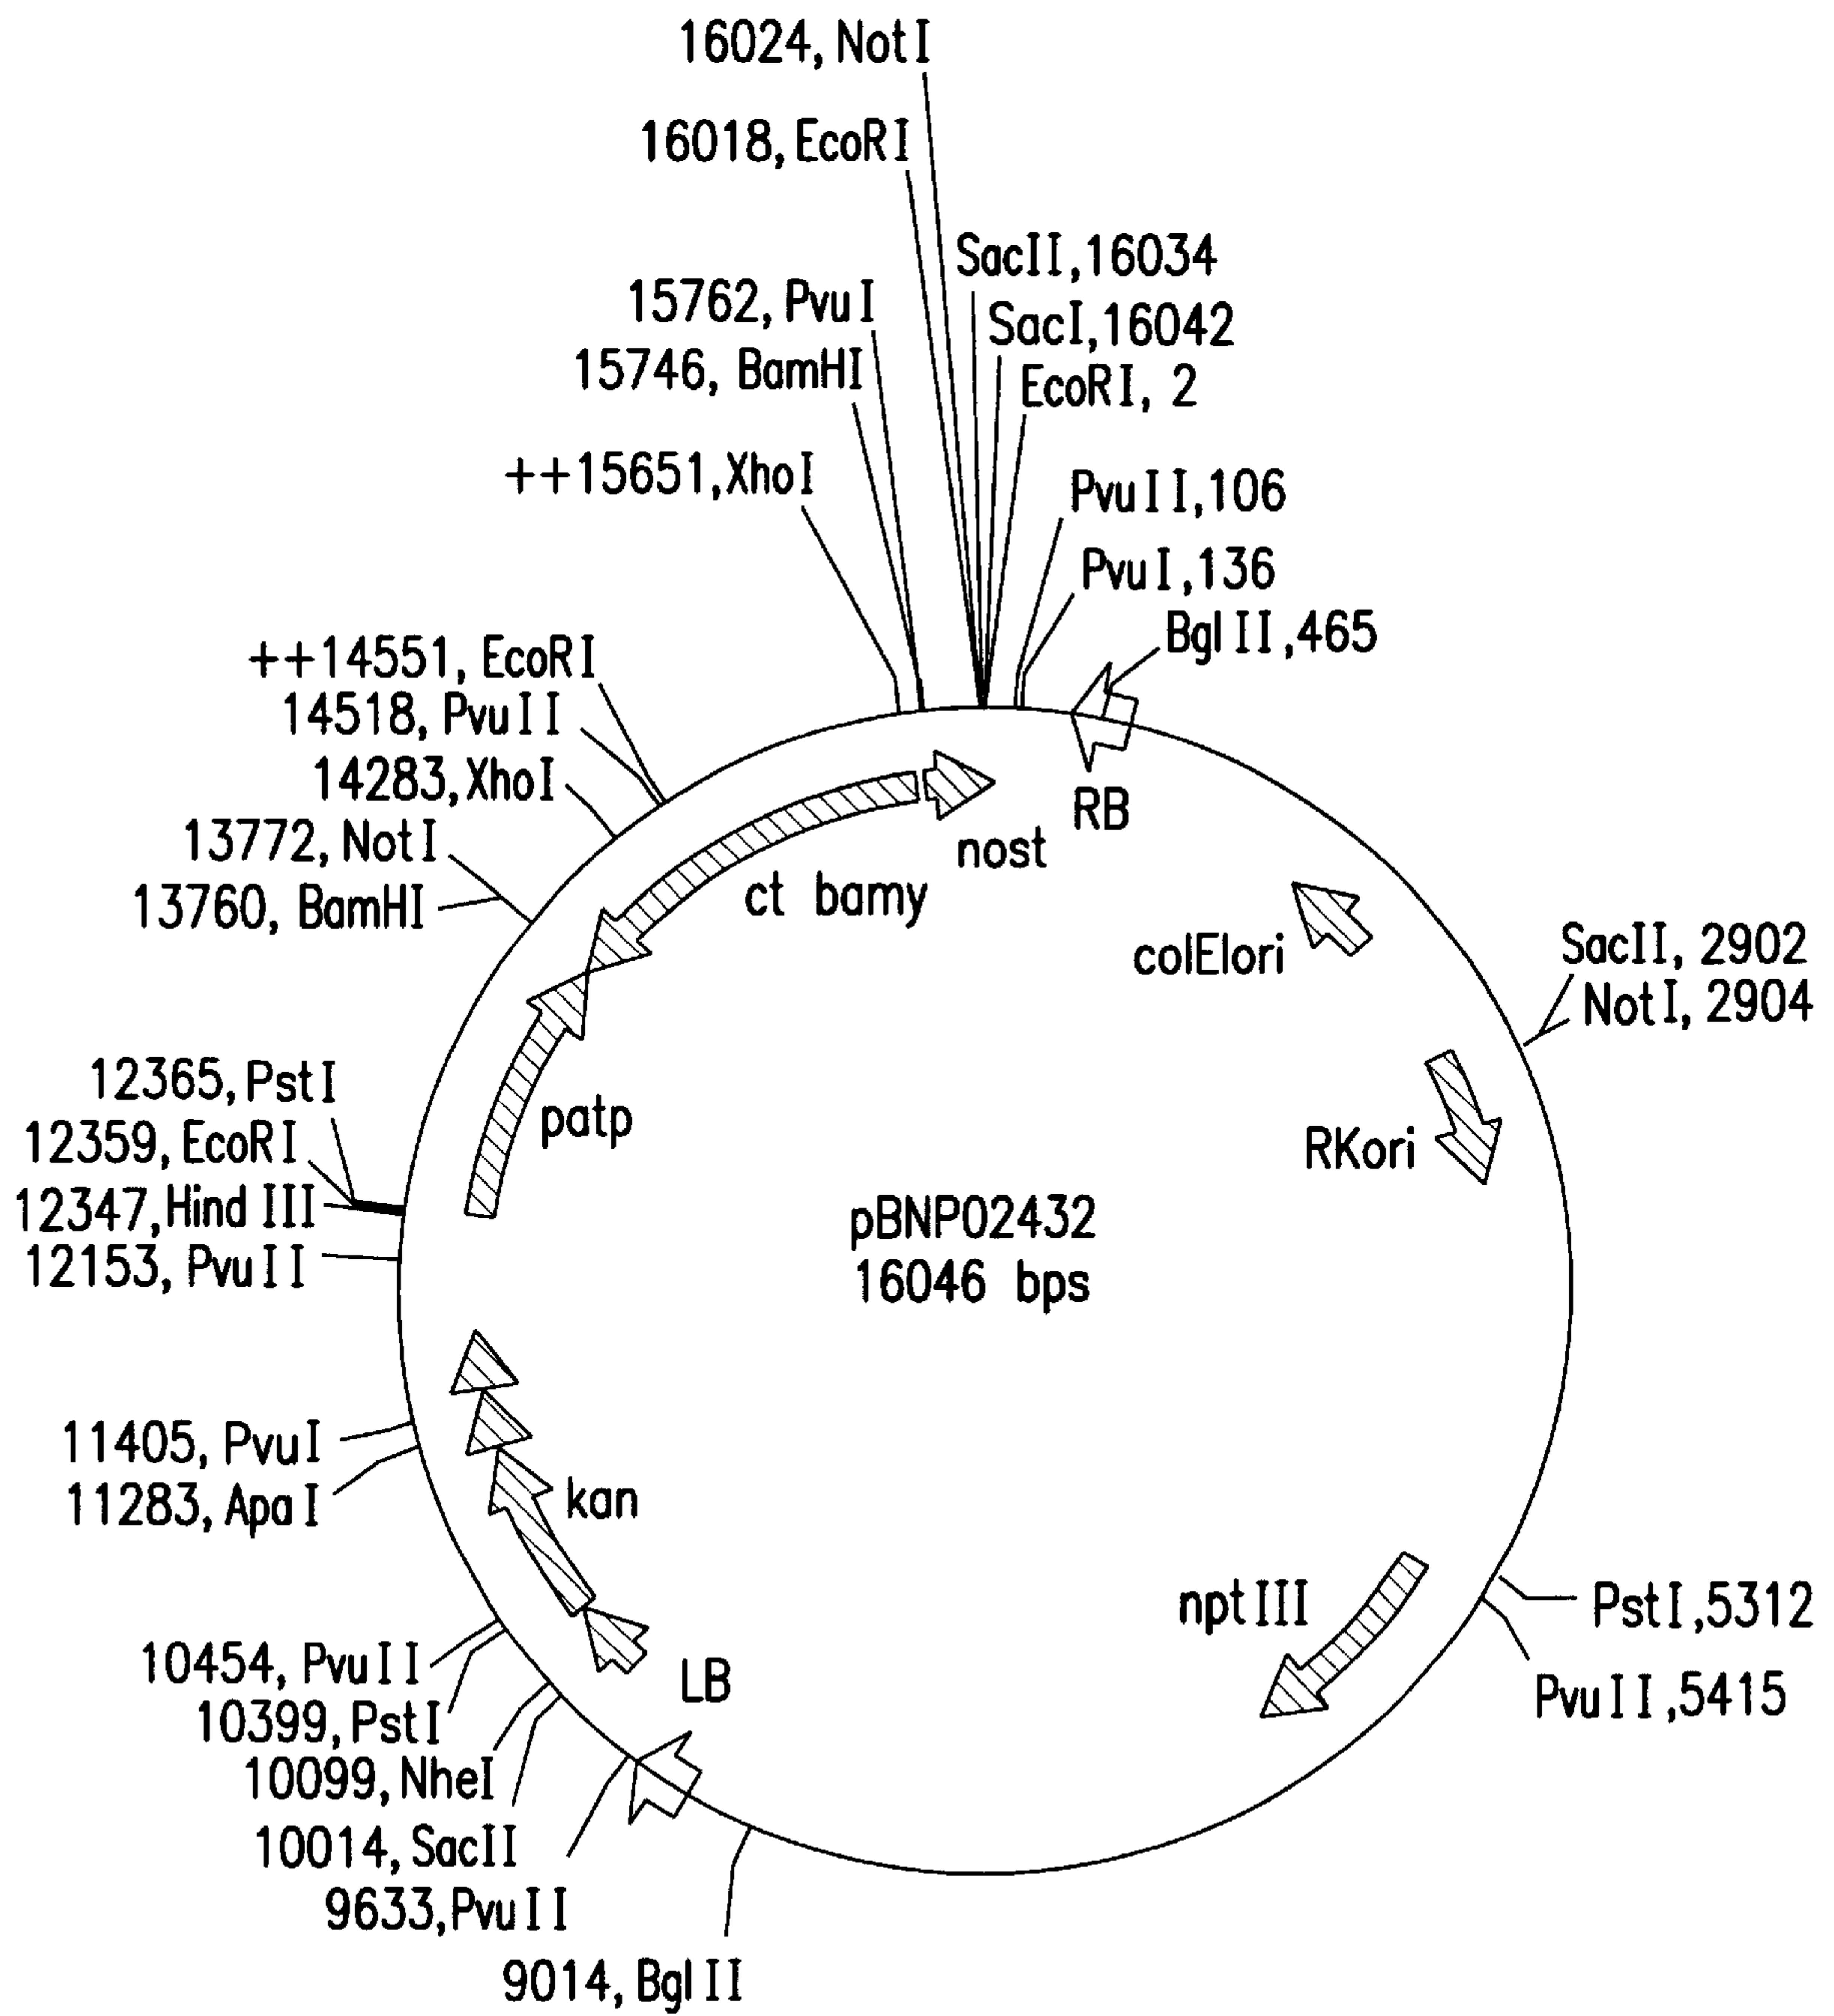 16024, NotI
16018, EcoRI
SacII, 16034
15762, PvuI
SacI, 16042
15746, BamHI
EcoRI, 2
++15651, XhoI
PvuII, 106
PvuI, 136
BglII, 465
++14551, EcoRI
14518, PvuII
14283, XhoI
13772, NotI
13760, BamHI
RB
nost
ct bamy
colEIori
SacII, 2902
NotI, 2904
12365, PstI
12359, EcoRI
12347, Hind III
12153, PvuII
patp
RKori
pBNP02432
16046 bps
11405, PvuI
11283, ApaI
kan
nptIII
PstI, 5312
PvuII, 5415
10454, PvuII
10399, PstI
10099, NheI
10014, SacII
9633, PvuII
9014, BglII
LB